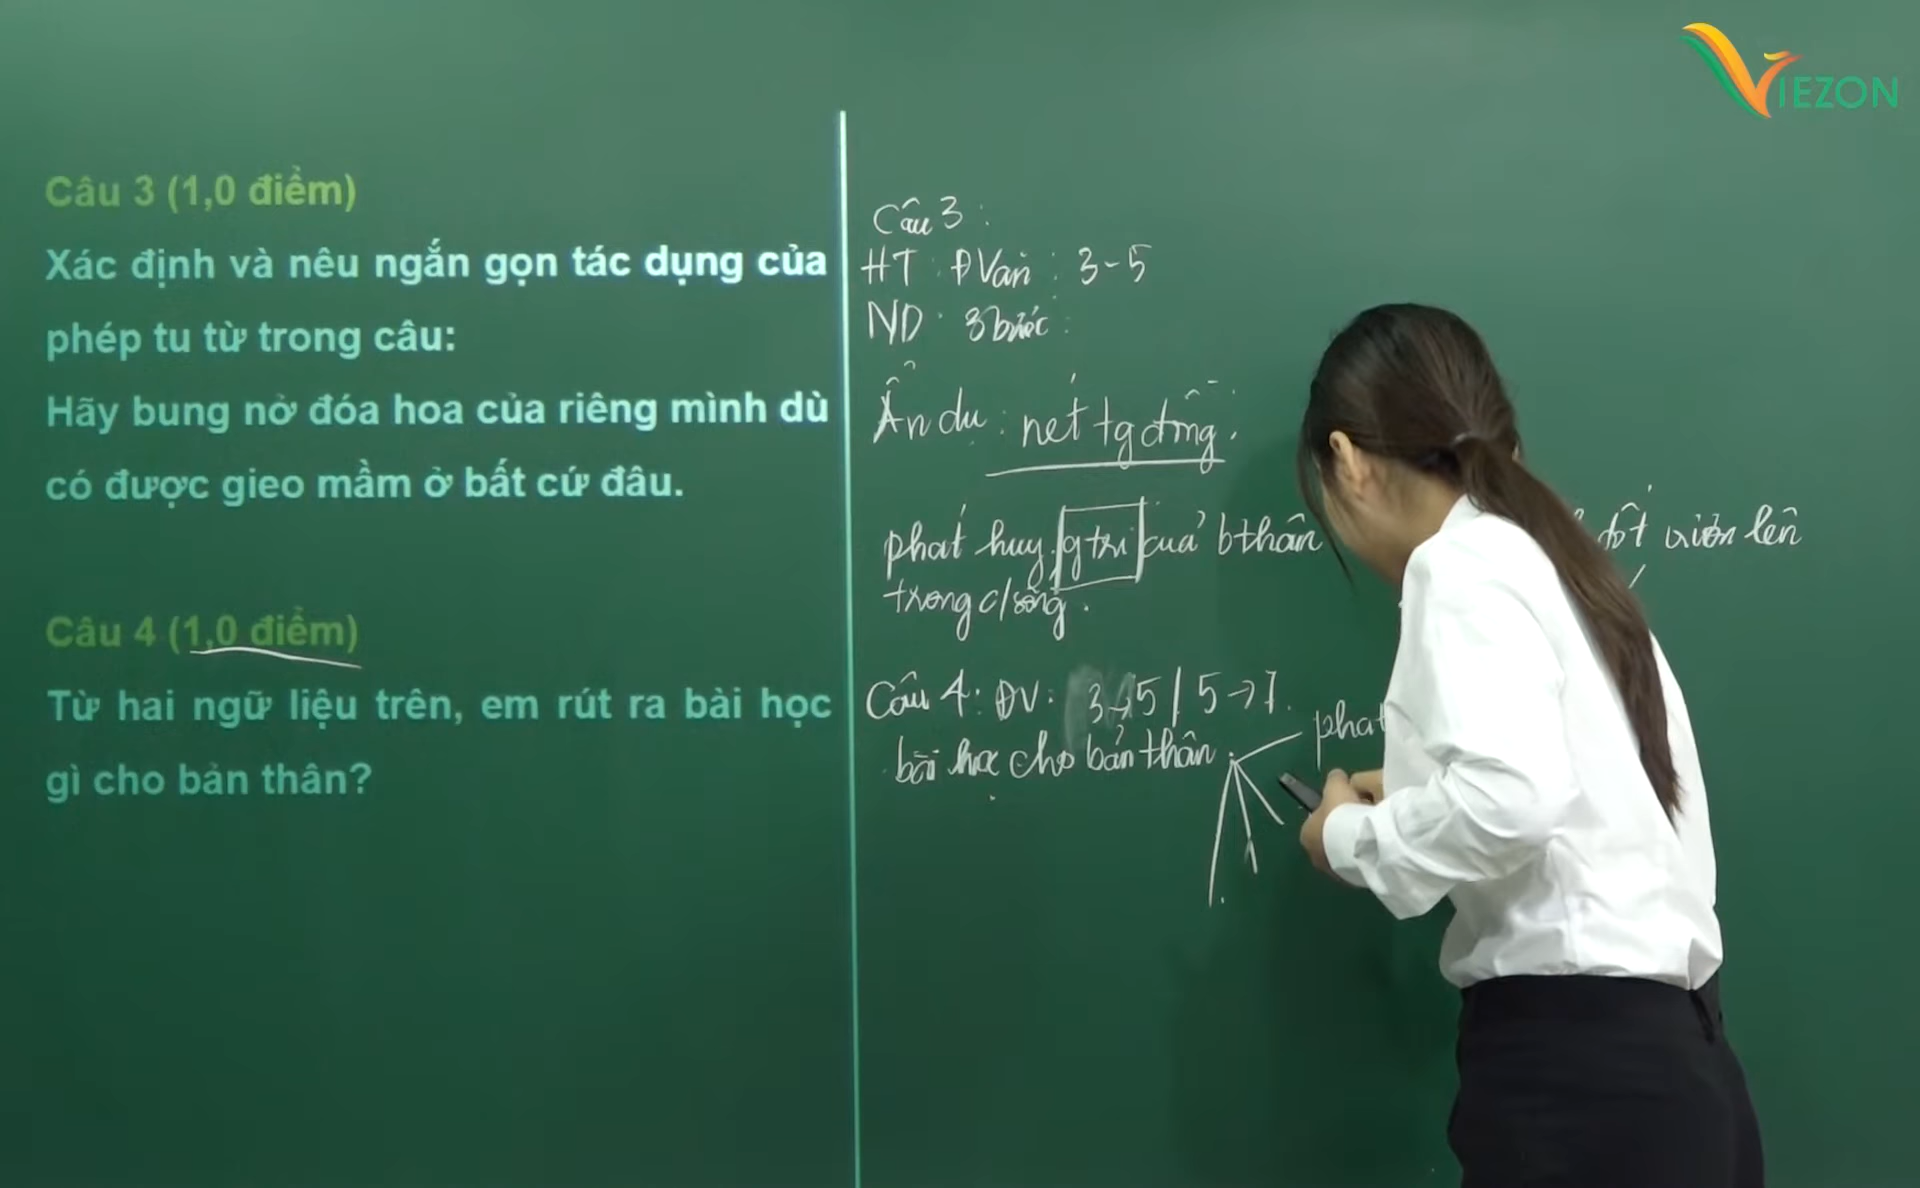 VIEZON
Câu 3 (1,0 điểm)
Xác định và nêu ngắn gọn tác dụng của
phép tu từ trong câu:
Hãy bung nở đóa hoa của riêng mình dù
có được gieo mầm ở bất cứ đâu.
Câu 4 (1,0 điểm)
Từ hai ngữ liệu trên, em rút ra bài học
gì cho bản thân?
Câu 3:
HT: ĐVăn: 3-5
ND: 3 bước:
Ẩn dụ: nét tg đồng:
phát huy g trị của bthân
vươn lên
trong c/sống.
Câu 4: ĐV: 3→5 / 5→7.
bài học cho bản thân
phát